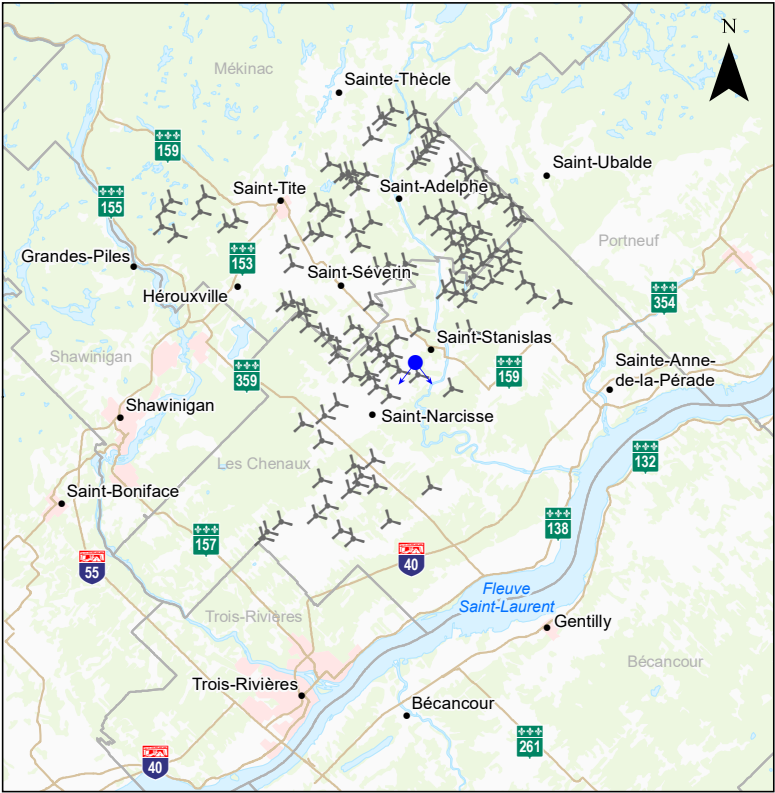 N
Mékinac
Sainte-Thècle
159
Saint-Ubalde
Saint-Tite
Saint-Adelphe
155
Portneuf
Grandes-Piles
153
Saint-Séverin
Hérouxville
354
Saint-Stanislas
Shawinigan
359
159
Sainte-Anne-
de-la-Pérade
Shawinigan
Saint-Narcisse
132
Les Chenaux
Saint-Boniface
138
157
55
40
Fleuve
Saint-Laurent
Trois-Rivières
Gentilly
Bécancour
Trois-Rivières
Bécancour
261
40